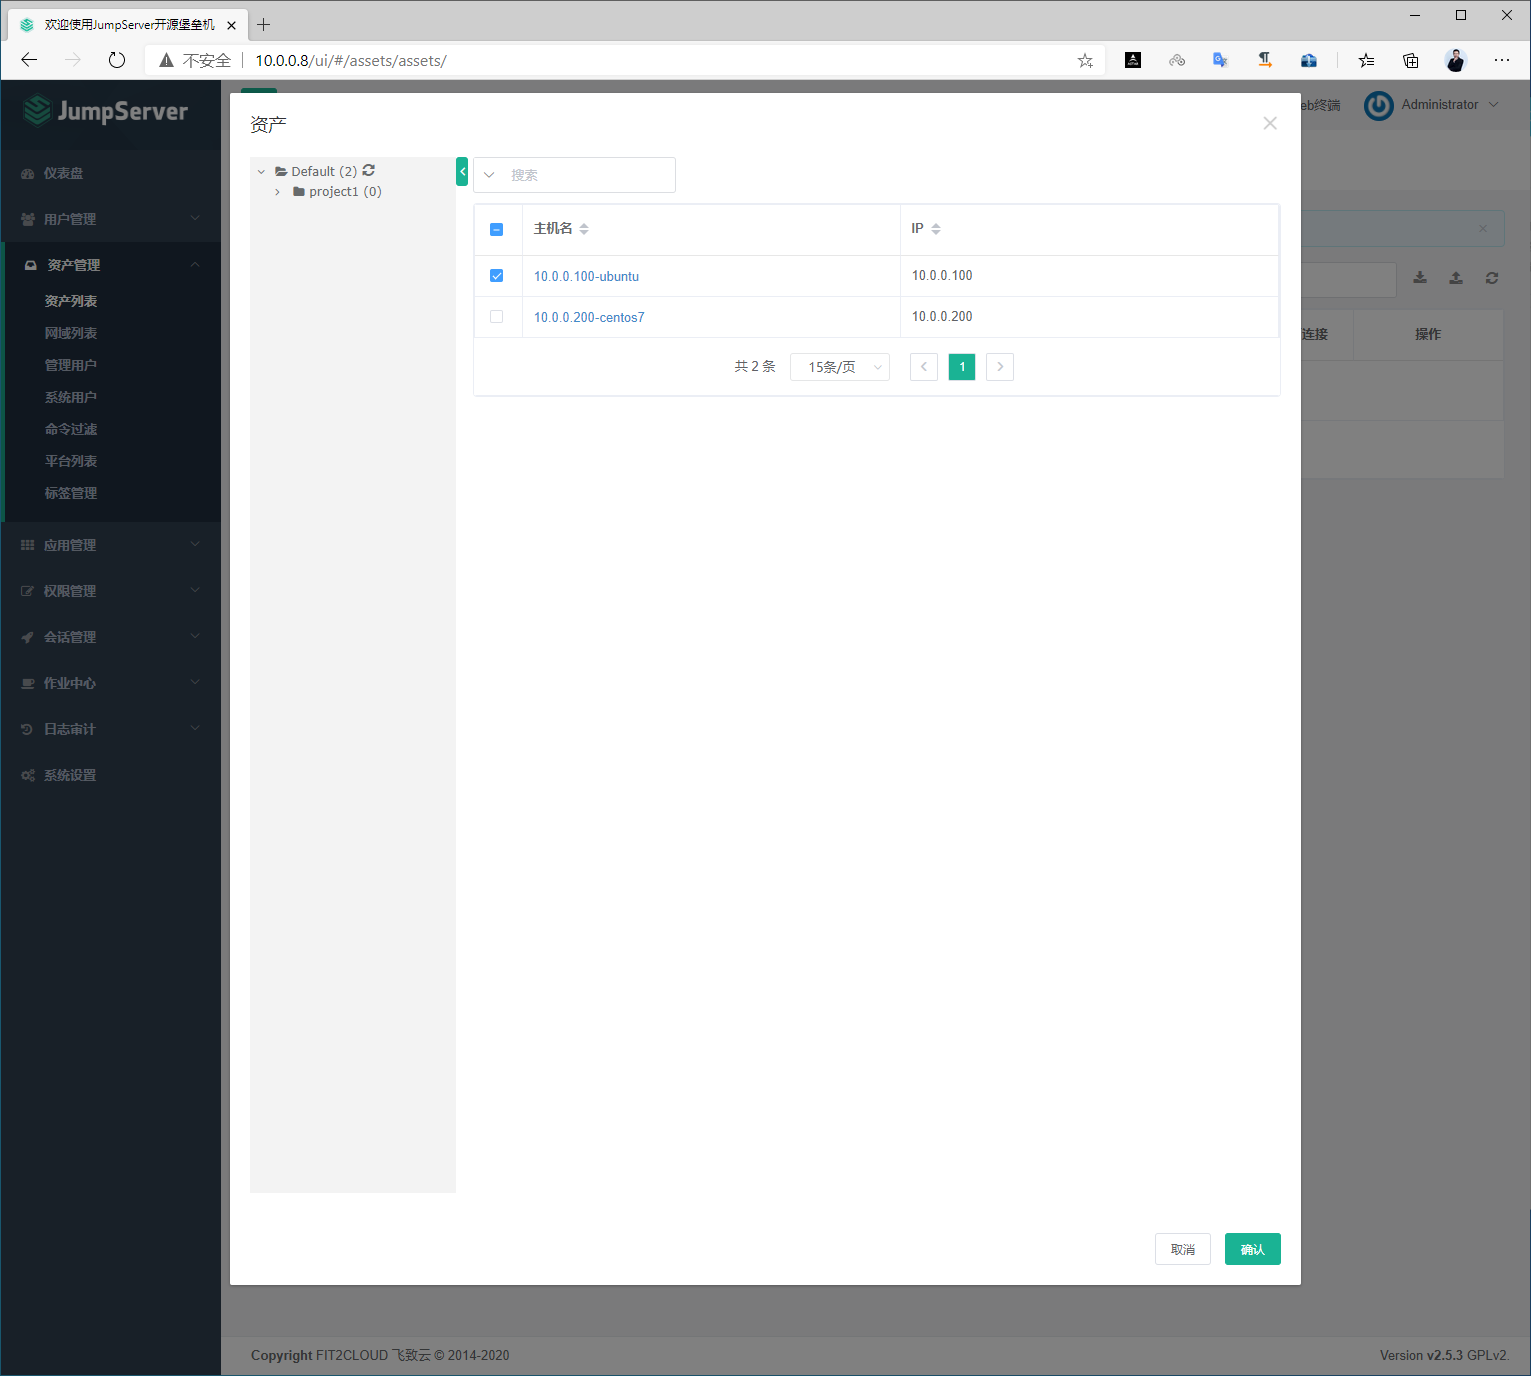 欢迎使用JumpServer开源堡垒机
不安全 10.0.0.8/ui/#/assets/assets/
JumpServer
eb终端 Administrator
仪表盘
用户管理
资产管理
资产列表
网域列表
管理用户
系统用户
命令过滤
平台列表
标签管理
应用管理
权限管理
会话管理
作业中心
日志审计
系统设置
资产
Default (2)
project1 (0)
搜索
主机名 IP
10.0.0.100-ubuntu 10.0.0.100
10.0.0.200-centos7 10.0.0.200
共 2 条 15条/页 1
连接 操作
取消 确认
Copyright FIT2CLOUD 飞致云 © 2014-2020
Version v2.5.3 GPLv2.